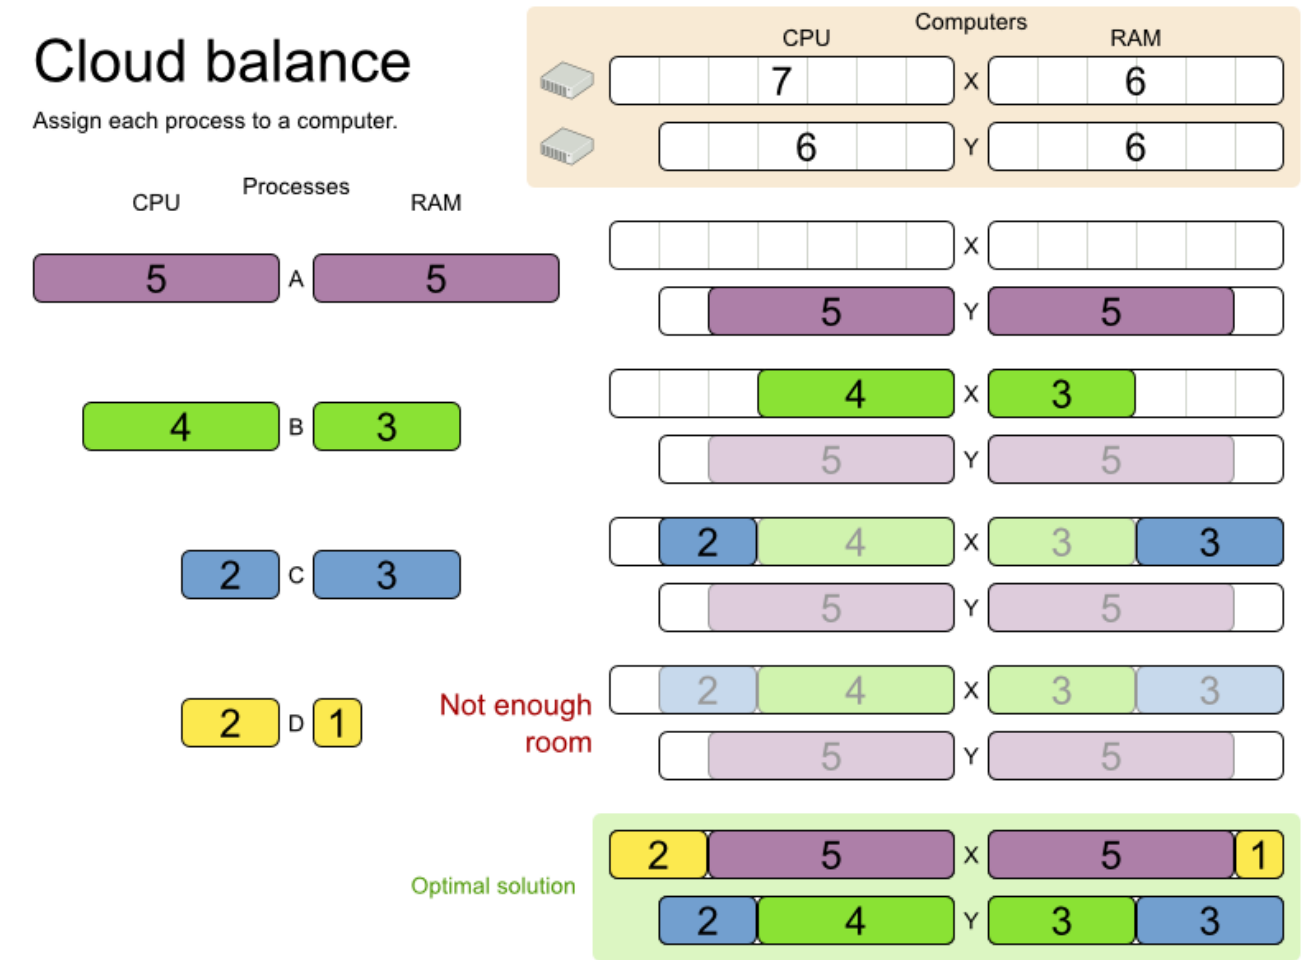 Cloud balance
Assign each process to a computer.
Computers
CPU RAM
7 X 6
6 Y 6
Processes
CPU RAM
5 A 5
4 B 3
2 C 3
2 D 1
X
5 Y 5
4 X 3
5 Y 5
2 4 X 3 3
5 Y 5
Not enough
room
2 4 X 3 3
5 Y 5
Optimal solution
2 5 X 5 1
2 4 Y 3 3